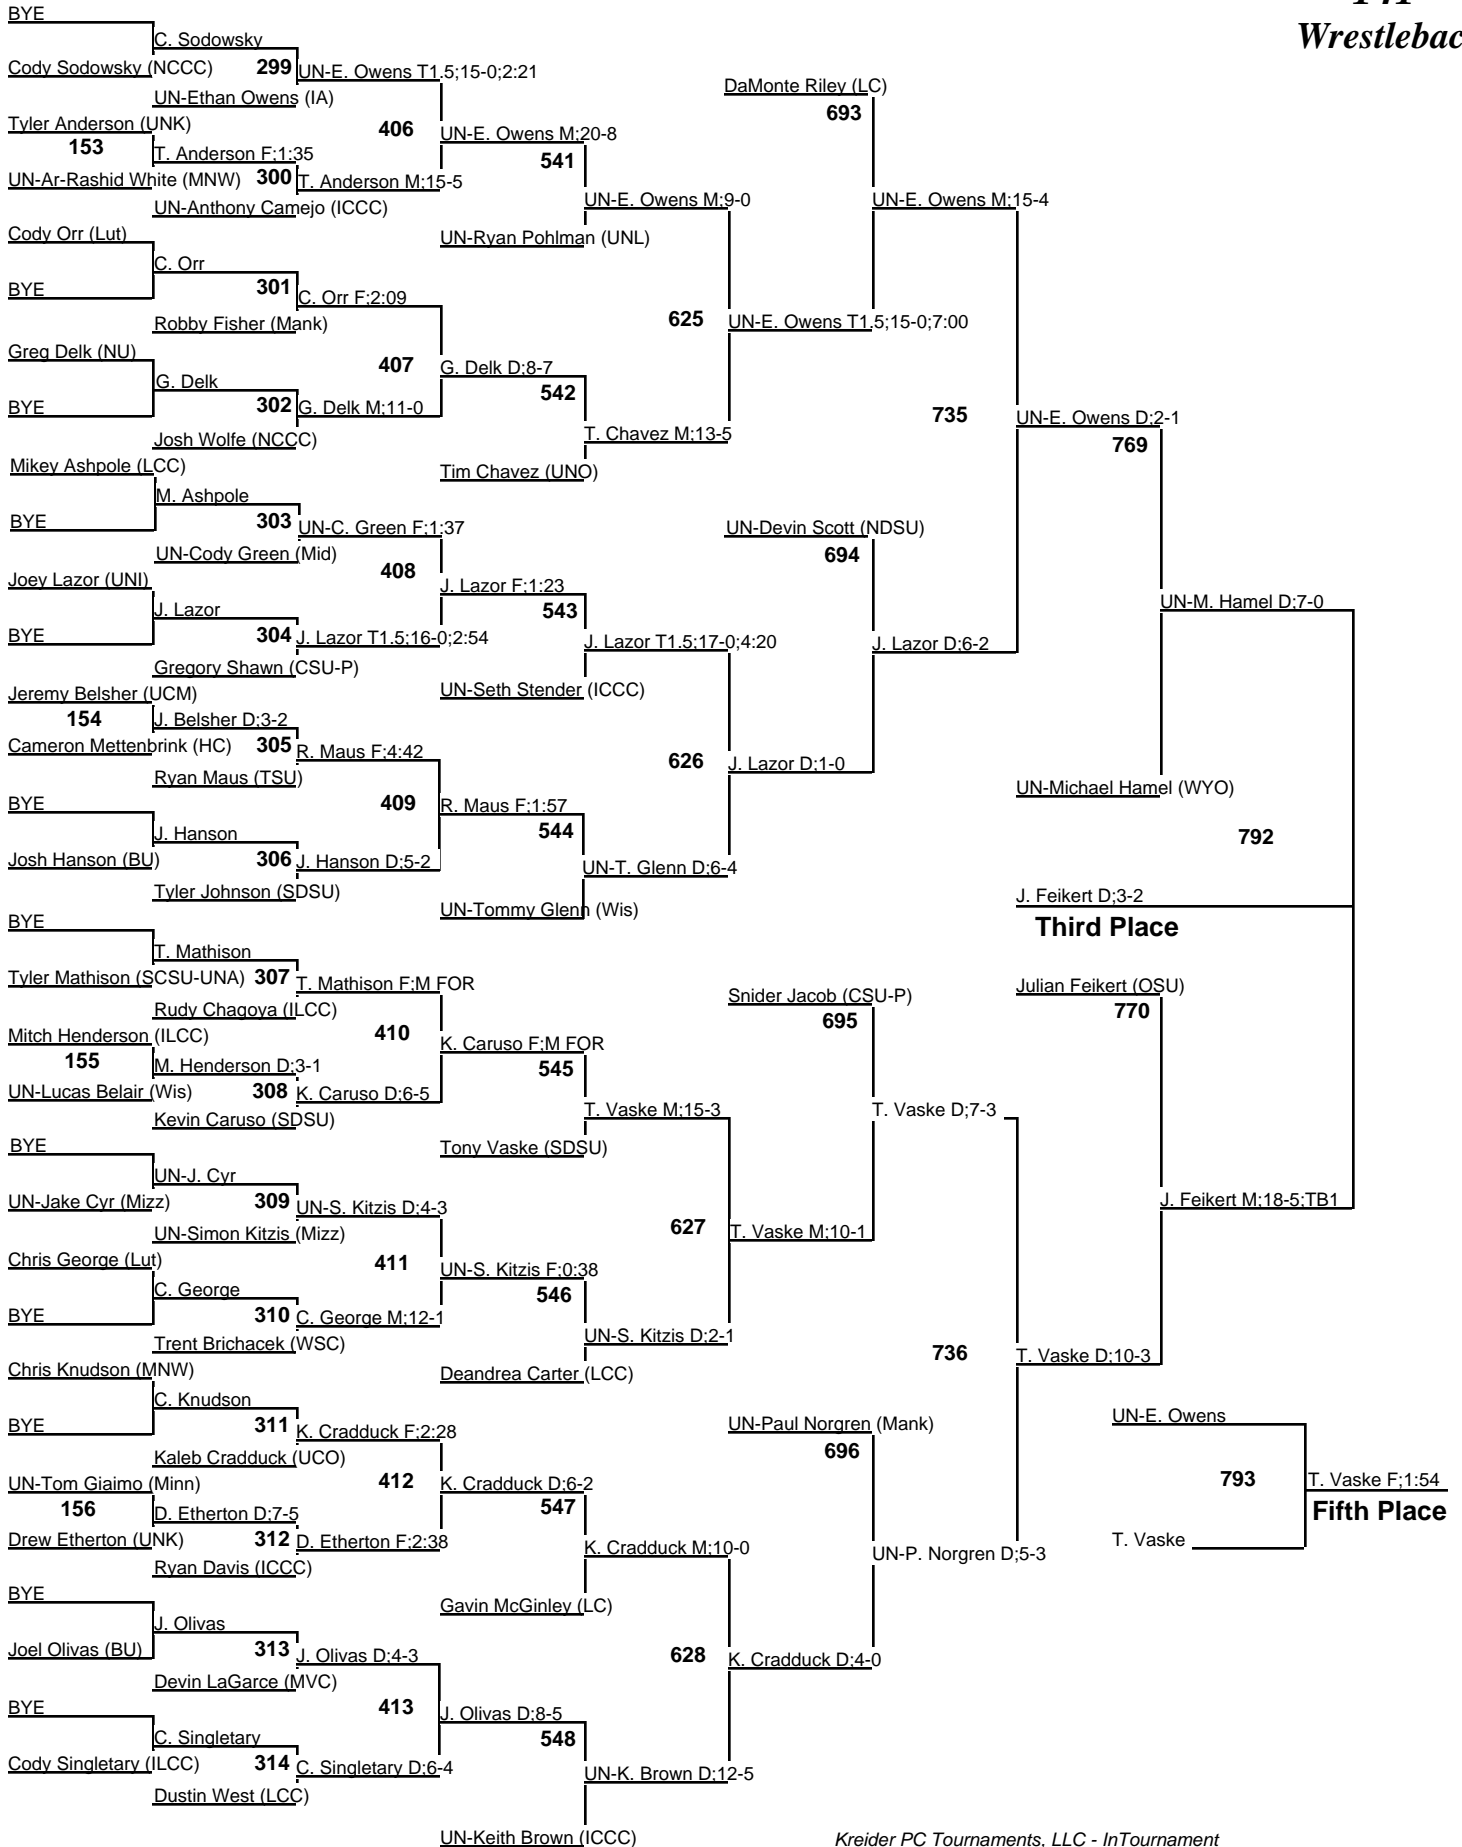 Wrestlebac
BYE
C. Sodowsky
Cody Sodowsky (NCCC)
299
UN-E. Owens T1.5;15-0;2:21
UN-Ethan Owens (IA)
Tyler Anderson (UNK)
153
T. Anderson F;1:35
406
UN-E. Owens M;20-8
541
UN-Ar-Rashid White (MNW)
300
T. Anderson M;15-5
UN-Anthony Camejo (ICCC)
UN-E. Owens M;9-0
UN-Ryan Pohlman (UNL)
Cody Orr (Lut)
C. Orr
BYE
301
C. Orr F;2:09
Robby Fisher (Mank)
625
UN-E. Owens T1.5;15-0;7:00
Greg Delk (NU)
407
G. Delk D;8-7
542
G. Delk
BYE
302
G. Delk M;11-0
Josh Wolfe (NCCC)
T. Chavez M;13-5
Tim Chavez (UNO)
DaMonte Riley (LC)
693
UN-E. Owens M;15-4
735
UN-E. Owens D;2-1
769
Mikey Ashpole (LCC)
M. Ashpole
BYE
303
UN-C. Green F;1:37
UN-Cody Green (Mid)
UN-Devin Scott (NDSU)
694
408
J. Lazor F;1:23
543
Joey Lazor (UNI)
J. Lazor
BYE
304
J. Lazor T1.5;16-0;2:54
Gregory Shawn (CSU-P)
J. Lazor T1.5;17-0;4:20
J. Lazor D;6-2
UN-M. Hamel D;7-0
UN-Seth Stender (ICCC)
Jeremy Belsher (UCM)
154
J. Belsher D;3-2
Cameron Mettenbrink (HC)
305
R. Maus F;4:42
Ryan Maus (TSU)
626
J. Lazor D;1-0
UN-Michael Hamel (WYO)
BYE
409
R. Maus F;1:57
544
J. Hanson
792
Josh Hanson (BU)
306
J. Hanson D;5-2
UN-T. Glenn D;6-4
Tyler Johnson (SDSU)
UN-Tommy Glenn (Wis)
J. Feikert D;3-2
Third Place
BYE
T. Mathison
Tyler Mathison (SCSU-UNA)
307
T. Mathison F;M FOR
Rudy Chagoya (ILCC)
Snider Jacob (CSU-P)
695
Julian Feikert (OSU)
770
Mitch Henderson (ILCC)
155
M. Henderson D;3-1
410
K. Caruso F;M FOR
545
UN-Lucas Belair (Wis)
308
K. Caruso D;6-5
Kevin Caruso (SDSU)
T. Vaske M;15-3
T. Vaske D;7-3
Tony Vaske (SDSU)
BYE
UN-J. Cyr
UN-Jake Cyr (Mizz)
309
UN-S. Kitzis D;4-3
UN-Simon Kitzis (Mizz)
627
T. Vaske M;10-1
J. Feikert M;18-5;TB1
Chris George (Lut)
411
UN-S. Kitzis F;0:38
546
C. George
BYE
310
C. George M;12-1
Trent Brichacek (WSC)
UN-S. Kitzis D;2-1
Deandrea Carter (LCC)
736
T. Vaske D;10-3
Chris Knudson (MNW)
C. Knudson
BYE
311
K. Cradduck F;2:28
Kaleb Cradduck (UCO)
UN-Paul Norgren (Mank)
696
UN-E. Owens
793
T. Vaske F;1:54
Fifth Place
T. Vaske
UN-Tom Giaimo (Minn)
156
D. Etherton D;7-5
412
K. Cradduck D;6-2
547
Drew Etherton (UNK)
312
D. Etherton F;2:38
Ryan Davis (ICCC)
K. Cradduck M;10-0
UN-P. Norgren D;5-3
Gavin McGinley (LC)
BYE
J. Olivas
Joel Olivas (BU)
313
J. Olivas D;4-3
Devin LaGarce (MVC)
628
K. Cradduck D;4-0
BYE
413
J. Olivas D;8-5
548
C. Singletary
Cody Singletary (ILCC)
314
C. Singletary D;6-4
Dustin West (LCC)
UN-K. Brown D;12-5
UN-Keith Brown (ICCC)
Kreider PC Tournaments, LLC - InTournament